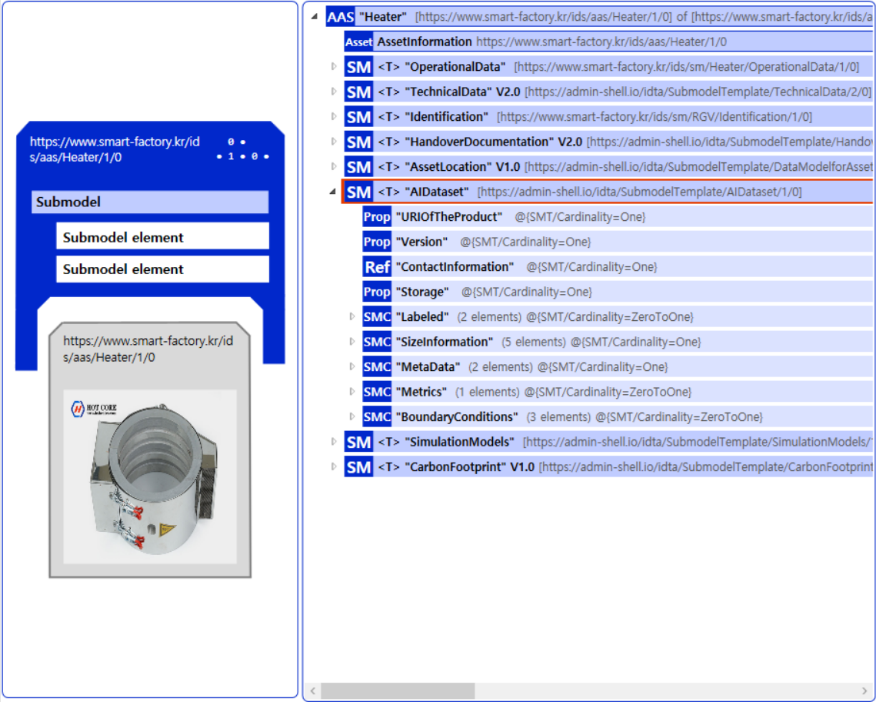 https://www.smart-factory.kr/id
s/aas/Heater/1/0
0
1 0
Submodel
Submodel element
Submodel element
https://www.smart-factory.kr/id
s/aas/Heater/1/0
HOT CORE
AAS "Heater" [https://www.smart-factory.kr/ids/aas/Heater/1/0] of [https://www.smart-factory.kr/ids/a
Asset AssetInformation https://www.smart-factory.kr/ids/aas/Heater/1/0
SM <T> "OperationalData" [https://www.smart-factory.kr/ids/sm/Heater/OperationalData/1/0]
SM <T> "TechnicalData" V2.0 [https://admin-shell.io/idta/SubmodelTemplate/TechnicalData/2/0]
SM <T> "Identification" [https://www.smart-factory.kr/ids/sm/RGV/Identification/1/0]
SM <T> "HandoverDocumentation" V2.0 [https://admin-shell.io/idta/SubmodelTemplate/Handov
SM <T> "AssetLocation" V1.0 [https://admin-shell.io/idta/SubmodelTemplate/DataModelforAsset
SM <T> "AIDataset" [https://admin-shell.io/idta/SubmodelTemplate/AIDataset/1/0]
Prop "URIOfTheProduct" @{SMT/Cardinality=One}
Prop "Version" @{SMT/Cardinality=One}
Ref "ContactInformation" @{SMT/Cardinality=One}
Prop "Storage" @{SMT/Cardinality=One}
SMC "Labeled" (2 elements) @{SMT/Cardinality=ZeroToOne}
SMC "SizeInformation" (5 elements) @{SMT/Cardinality=One}
SMC "MetaData" (2 elements) @{SMT/Cardinality=One}
SMC "Metrics" (1 elements) @{SMT/Cardinality=ZeroToOne}
SMC "BoundaryConditions" (3 elements) @{SMT/Cardinality=ZeroToOne}
SM <T> "SimulationModels" [https://admin-shell.io/idta/SubmodelTemplate/SimulationModels/
SM <T> "CarbonFootprint" V1.0 [https://admin-shell.io/idta/SubmodelTemplate/CarbonFootprint